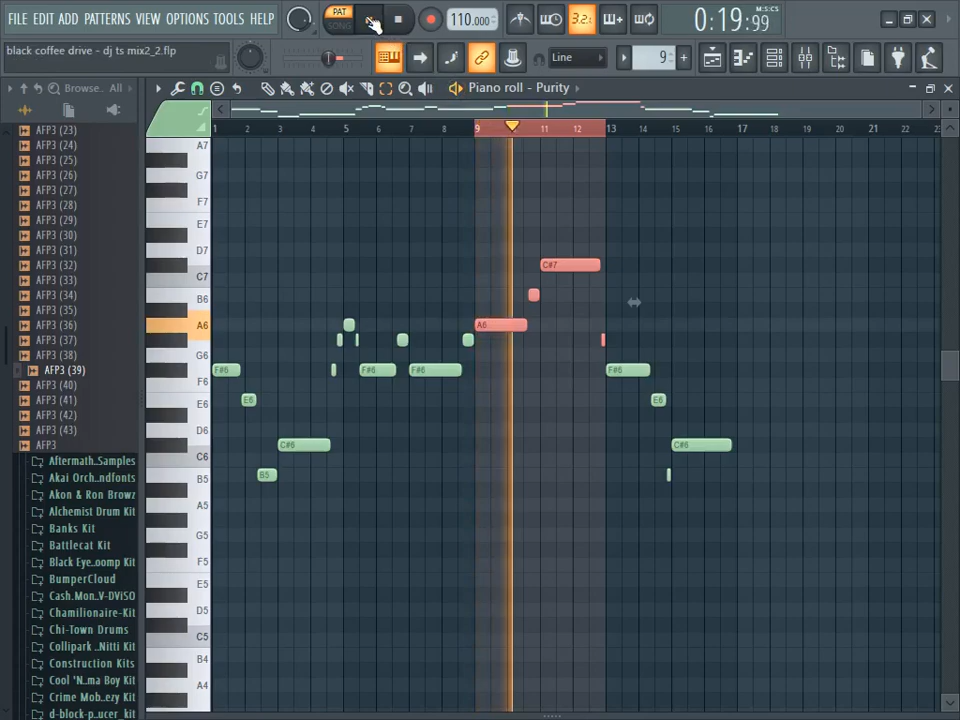 FILE EDIT PATTERNS VIEW OPTIONS TOOLS HELP
PAT
SONG
110.000
3.2:
0:19:99
M:S:CS
black coffee drive - dj ts mix2_2.flp
Line
9
Browse.. All
Piano roll - Purity
1 2 3 4 5 6 7 8 9 11 12 13 14 15 16 17 18 19 20 21 22
AFP3 (23)
AFP3 (24)
AFP3 (25)
AFP3 (26)
AFP3 (27)
AFP3 (28)
AFP3 (29)
AFP3 (30)
AFP3 (31)
AFP3 (32)
AFP3 (33)
AFP3 (34)
AFP3 (35)
AFP3 (36)
AFP3 (37)
AFP3 (38)
AFP3 (39)
AFP3 (40)
AFP3 (41)
AFP3 (42)
AFP3 (43)
AFP3
Aftermath..Samples
Akai Orch..ndfonts
Akon & Ron Browz
Alchemist Drum Kit
Banks Kit
Battlecat Kit
Black Eye..oomp Kit
BumperCloud
Cash.Mon..V-DViSO
Chamilionaire-Kit
Chi-Town Drums
Collipark ..Nitti Kit
Construction Kits
Cool 'N..ma Boy Kit
Crime Mob..ezy Kit
d-block-p..ucer_kit
A7
G7
F7
E7
D7
C7
B6
A6
G6
F6
E6
D6
C6
B5
A5
G5
F5
E5
D5
C5
B4
A4
C#7
A6
F#6
F#6
F#6
F#6
E6
E6
C#6
C#6
B5